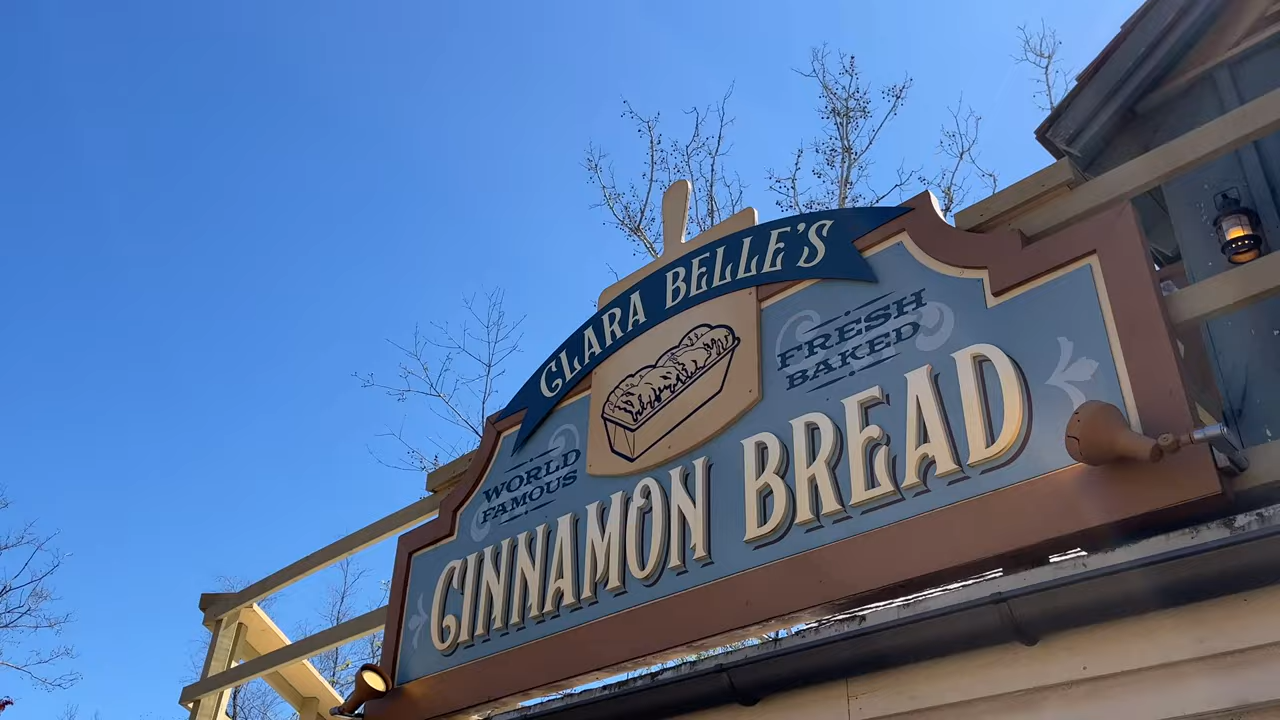 CLARA BELLE'S
WORLD
FAMOUS
FRESH
BAKED
CINNAMON BREAD